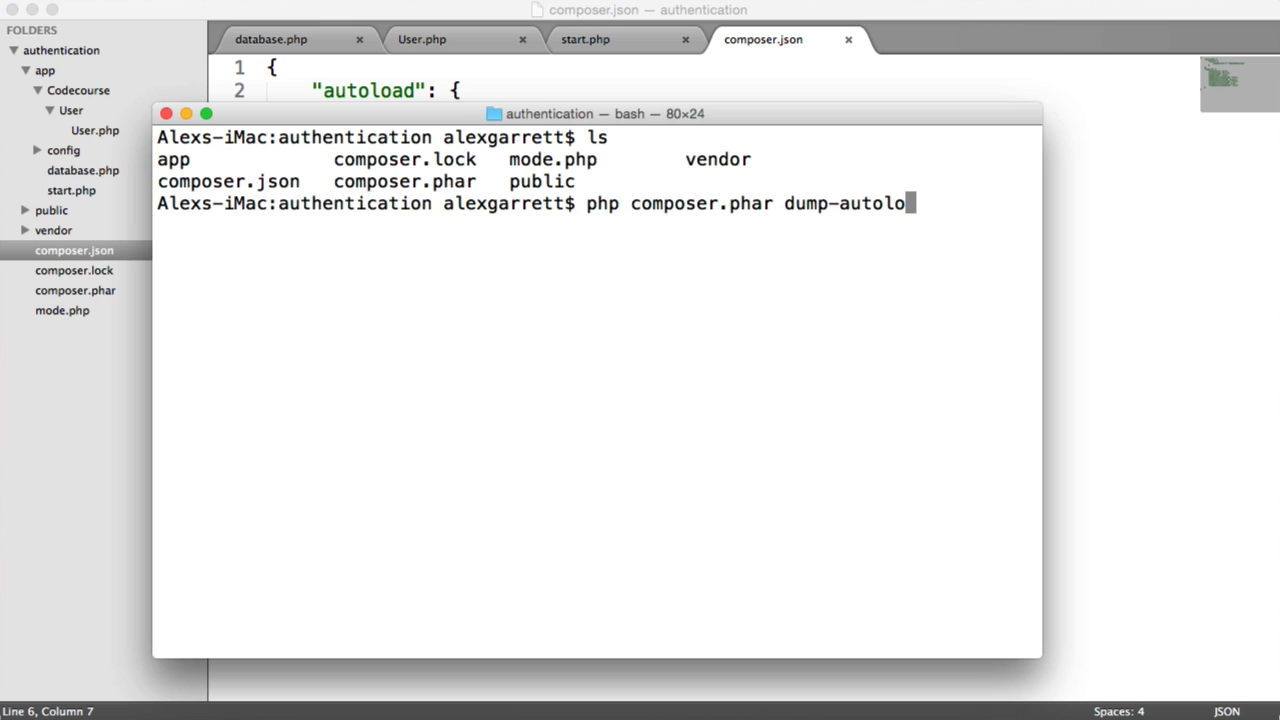 composer.json — authentication
FOLDERS
authentication
app
Codecourse
User
User.php
config
database.php
start.php
public
vendor
composer.json
composer.lock
composer.phar
mode.php
database.php ×
User.php ×
start.php ×
composer.json ×
1 {
2 "autoload": {
authentication — bash — 80×24
Alexs-iMac:authentication alexgarrett$ ls
app composer.lock mode.php vendor
composer.json composer.phar public
Alexs-iMac:authentication alexgarrett$ php composer.phar dump-autolo
Line 6, Column 7
Spaces: 4
JSON